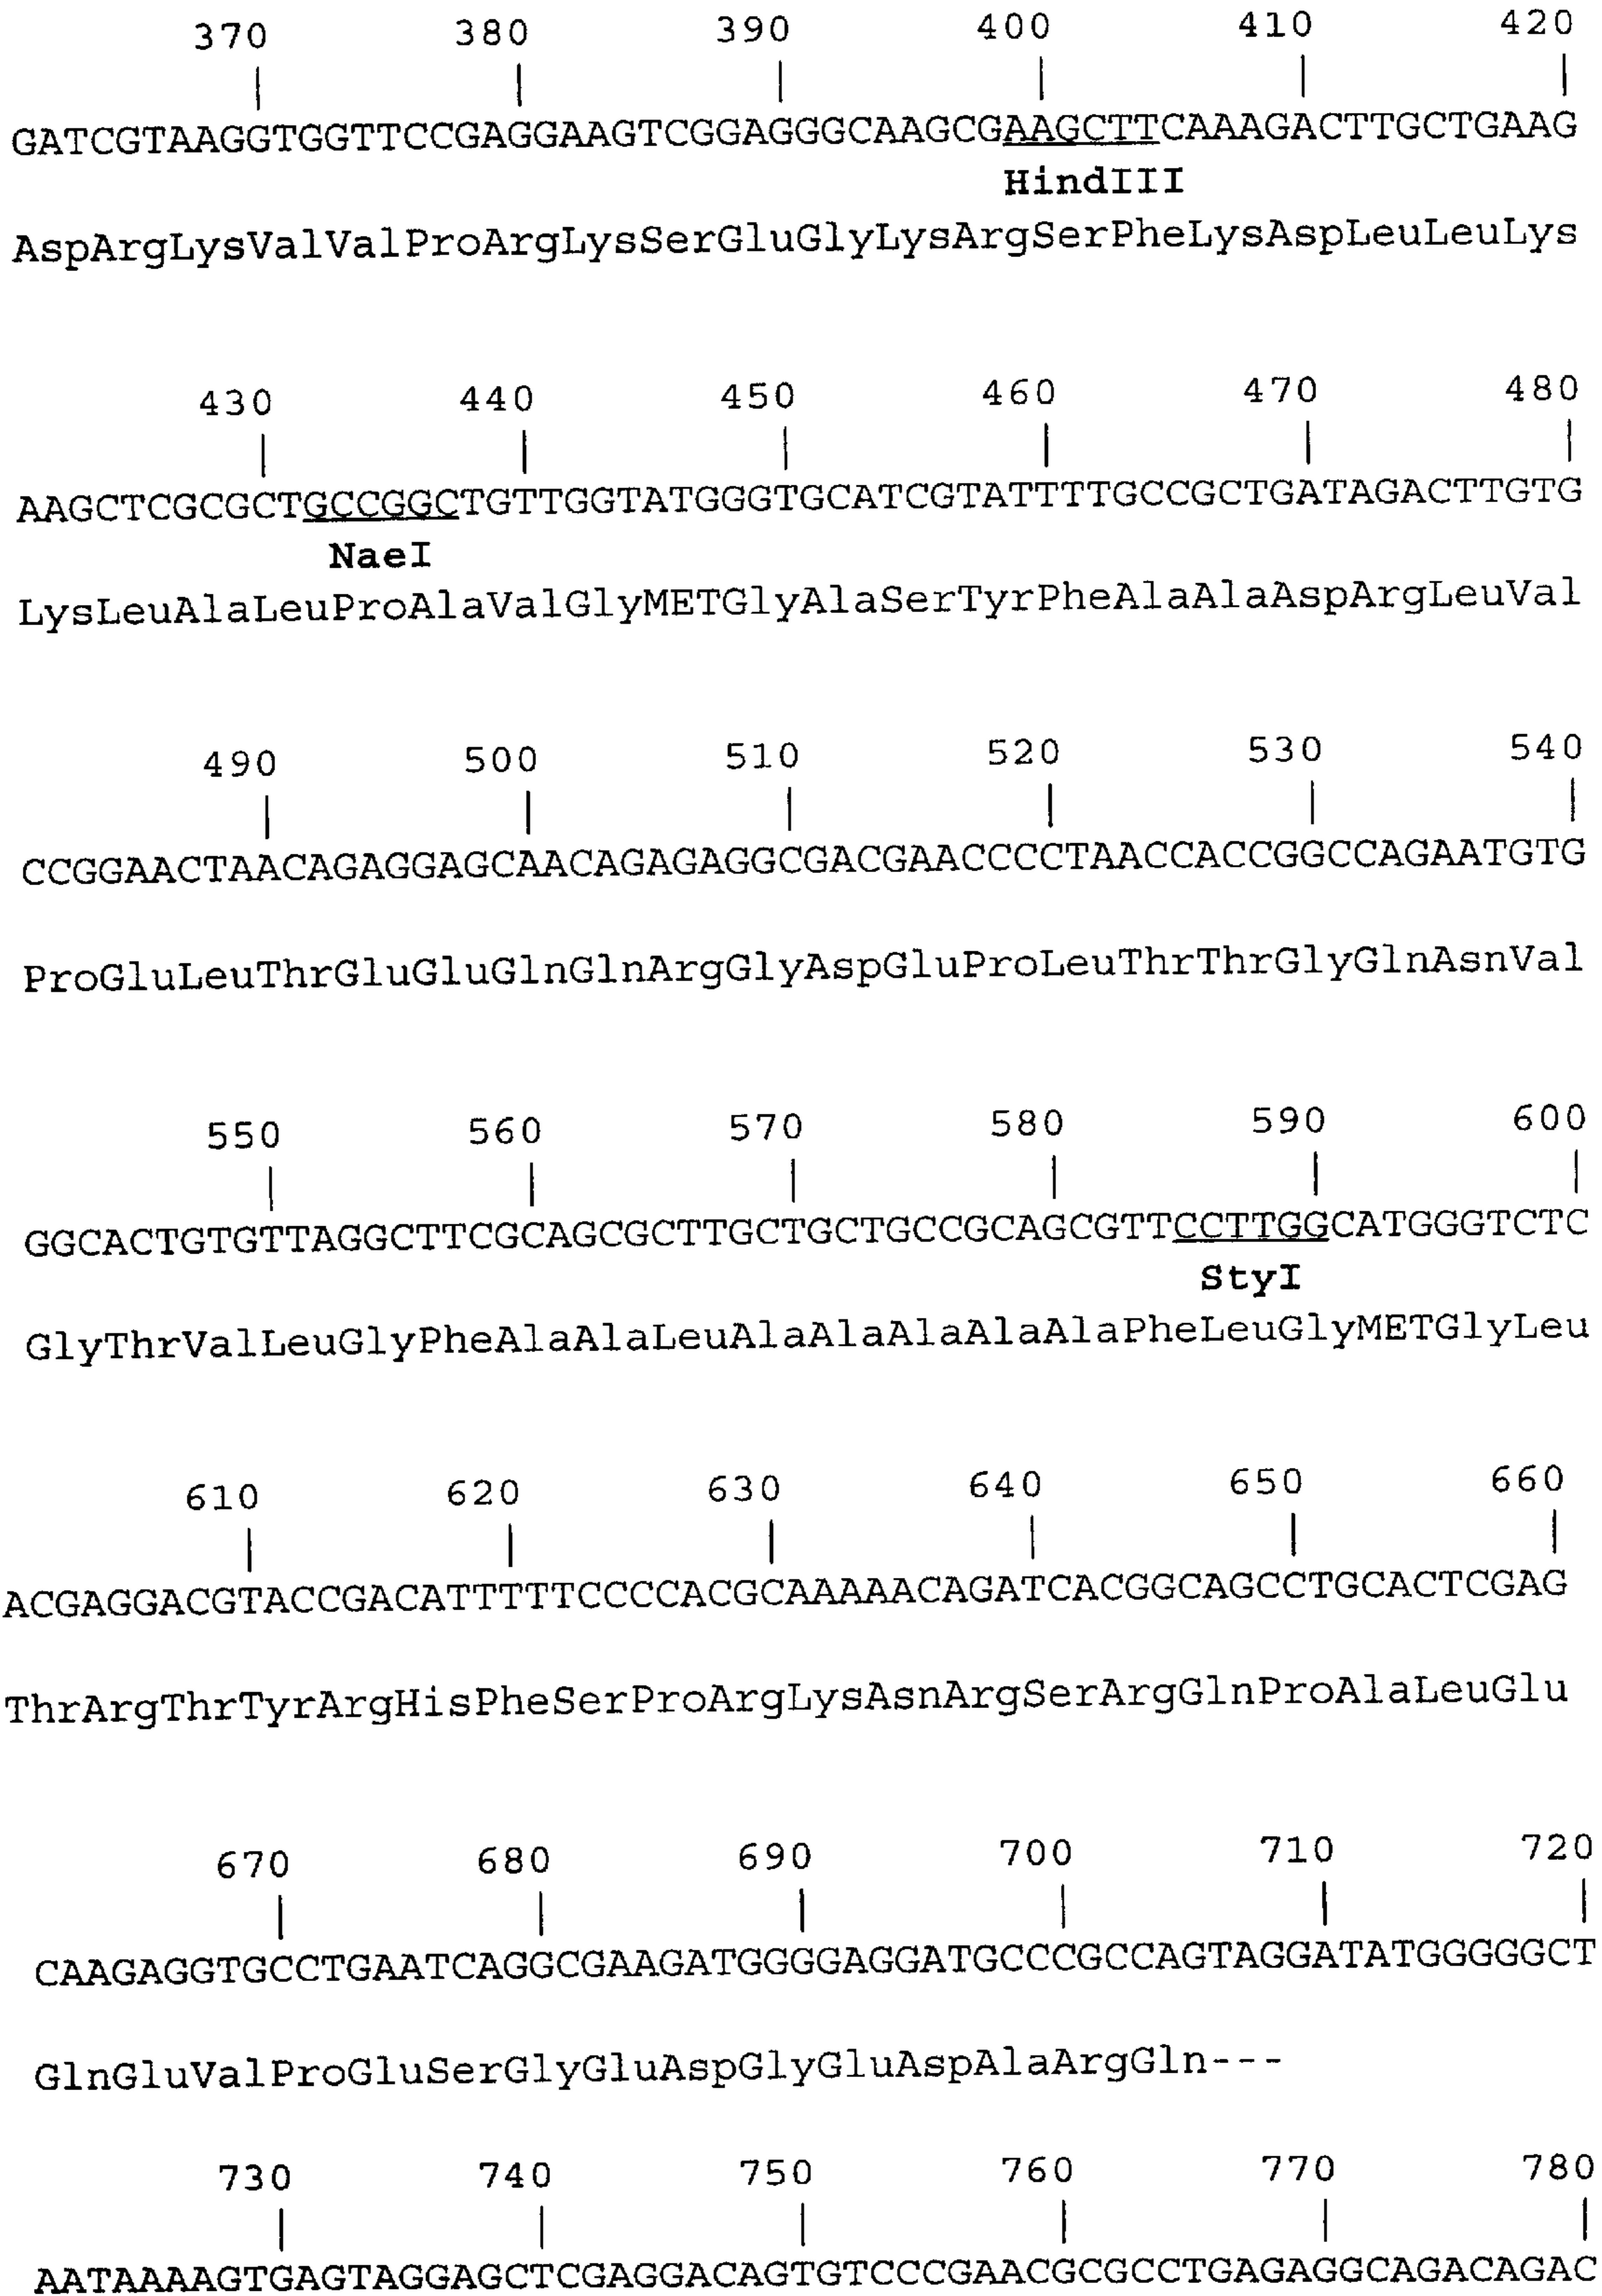 370 380 390 400 410 420
GATCGTAAGGTGGTTCCGAGGAAGTCGGAGGGCAAGCGAAGCTTCAAAGACTTGCTGAAG
HindIII
AspArgLysValValProArgLysSerGluGlyLysArgSerPheLysAspLeuLeuLys
430 440 450 460 470 480
AAGCTCGCGCTGCCGGCTGTTGGTATGGGTGCATCGTATTTTGCCGCTGATAGACTTGTG
NaeI
LysLeuAlaLeuProAlaValGlyMETGlyAlaSerTyrPheAlaAlaAspArgLeuVal
490 500 510 520 530 540
CCGGAACTAACAGAGGAGCAACAGAGAGGCGACGAACCCCTAACCACCGGCCAGAATGTG
ProGluLeuThrGluGluGlnGlnArgGlyAspGluProLeuThrThrGlyGlnAsnVal
550 560 570 580 590 600
GGCACTGTGTTAGGCTTCGCAGCGCTTGCTGCTGCCGCAGCGTTCCTTGGCATGGGTCTC
StyI
GlyThrValLeuGlyPheAlaAlaLeuAlaAlaAlaAlaAlaPheLeuGlyMETGlyLeu
610 620 630 640 650 660
ACGAGGACGTACCGACATTTTTCCCCACGCAAAAACAGATCACGGCAGCCTGCACTCGAG
ThrArgThrTyrArgHisPheSerProArgLysAsnArgSerArgGlnProAlaLeuGlu
670 680 690 700 710 720
CAAGAGGTGCCTGAATCAGGCGAAGATGGGGAGGATGCCCGCCAGTAGGATATGGGGGCT
GlnGluValProGluSerGlyGluAspGlyGluAspAlaArgGln---
730 740 750 760 770 780
AATAAAAGTGAGTAGGAGCTCGAGGACAGTGTCCCGAACGCGCCTGAGAGGCAGACAGAC